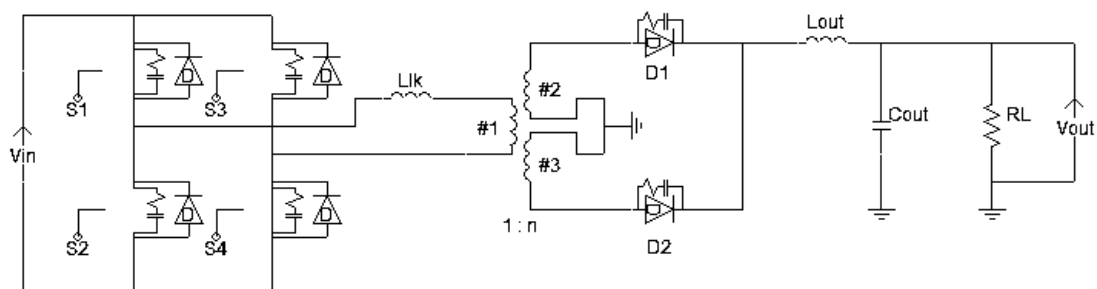 Vin
S1
D
S3
D
S2
D
S4
D
Llk
#1
#2
#3
1 : n
D
D1
D
D2
Lout
Cout
RL
Vout